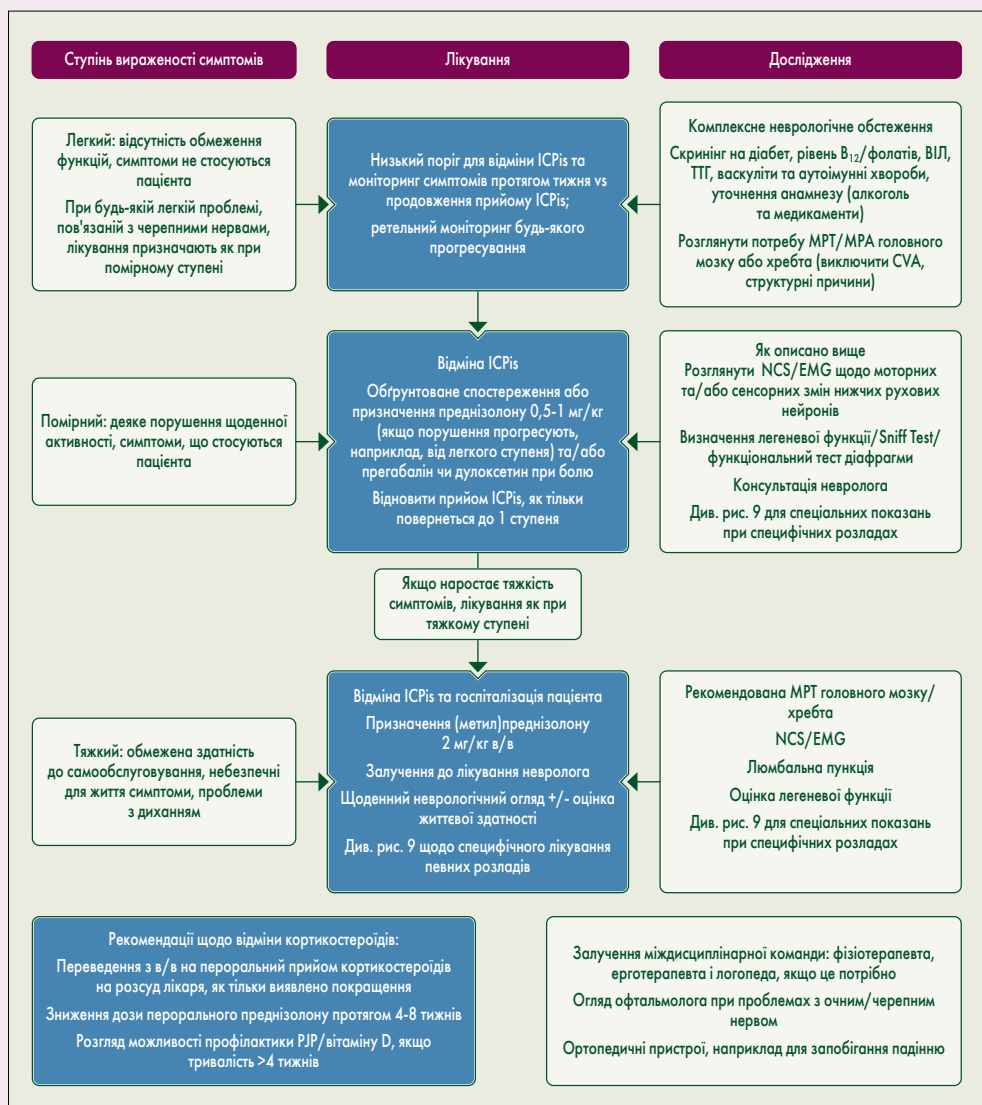 Ступінь вираженості симптомів
Лікування
Дослідження
Легкий: відсутність обмеження
функцій, симптоми не стосуються
пацієнта
При будь-якій легкій проблемі,
пов'язаній з черепними нервами,
лікування призначають як при
помірному ступені
Низький поріг для відміни ICPis та
моніторинг симптомів протягом тижня vs
продовження прийому ICPis;
ретельний моніторинг будь-якого
прогресування
Комплексне неврологічне обстеження
Скринінг на діабет, рівень B₁₂/фолатів, ВІЛ,
ТТГ, васкуліти та аутоімунні хвороби,
уточнення анамнезу (алкоголь
та медикаменти)
Розглянути потребу МРТ/МРА головного
мозку або хребта (виключити CVA,
структурні причини)
Помірний: деяке порушення щоденної
активності, симптоми, що стосуються
пацієнта
Відміна ICPis
Обґрунтоване спостереження або
призначення преднізолону 0,5-1 мг/кг
(якщо порушення прогресують,
наприклад, від легкого ступеня) та/або
прегабалін чи дулоксетин при болю
Відновити прийом ICPis, як тільки
повернеться до 1 ступеня
Як описано вище
Розглянути NCS/EMG щодо моторних
та/або сенсорних змін нижчих рухових
нейронів
Визначення легеневої функції/Sniff Test/
функціональний тест діафрагми
Консультація невролога
Див. рис. 9 для спеціальних показань
при специфічних розладах
Якщо наростає тяжкість
симптомів, лікування як при
тяжкому ступені
Тяжкий: обмежена здатність
до самообслуговування, небезпечні
для життя симптоми, проблеми
з диханням
Відміна ICPis та госпіталізація пацієнта
Призначення (метил)преднізолону
2 мг/кг в/в
Залучення до лікування невролога
Щоденний неврологічний огляд +/- оцінка
життєвої здатності
Див. рис. 9 щодо специфічного лікування
певних розладів
Рекомендована МРТ головного мозку/
хребта
NCS/EMG
Люмбальна пункція
Оцінка легеневої функції
Див. рис. 9 для спеціальних показань
при специфічних розладах
Рекомендації щодо відміни кортикостероїдів:
Переведення з в/в на пероральний прийом кортикостероїдів
на розсуд лікаря, як тільки виявлено покращення
Зниження дози перорального преднізолону протягом 4-8 тижнів
Розгляд можливості профілактики PJP/вітаміну D, якщо
тривалість >4 тижнів
Залучення міждисциплінарної команди: фізіотерапевта,
ерготерапевта і логопеда, якщо це потрібно
Огляд офтальмолога при проблемах з очним/черепним
нервом
Ортопедичні пристрої, наприклад для запобігання падінню